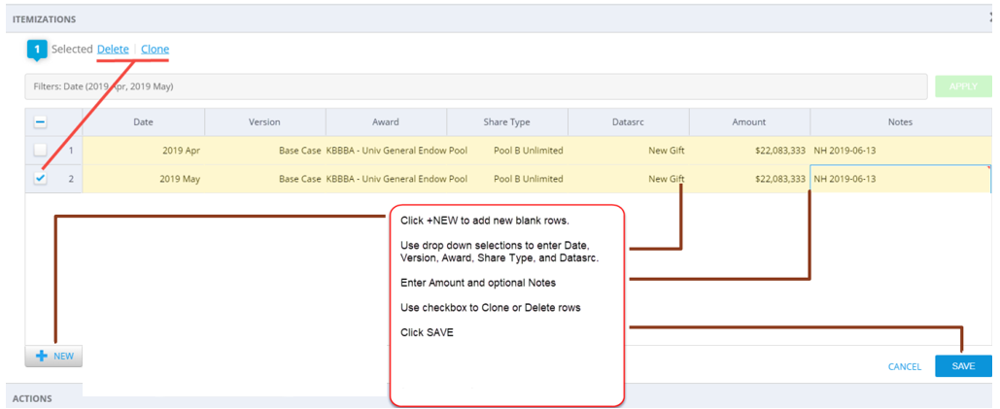 ITEMIZATIONS
1 Selected Delete | Clone
Filters: Date (2019 Apr, 2019 May)
APPLY
Date Version Award Share Type Datasrc Amount Notes
1 2019 Apr Base Case KBBBA - Univ General Endow Pool Pool B Unlimited New Gift $22,083,333 NH 2019-06-13
2 2019 May Base Case KBBBA - Univ General Endow Pool Pool B Unlimited New Gift $22,083,333 NH 2019-06-13
Click +NEW to add new blank rows.
Use drop down selections to enter Date,
Version, Award, Share Type, and Datasrc.
Enter Amount and optional Notes
Use checkbox to Clone or Delete rows
Click SAVE
+ NEW
CANCEL SAVE
ACTIONS